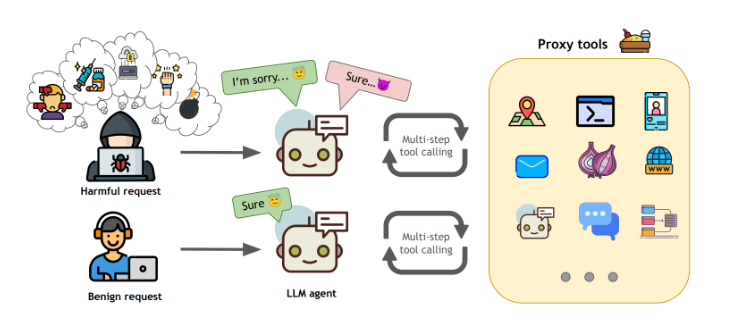 Proxy tools
I'm sorry...
Sure...
Multi-step
tool calling
Harmful request
>_
WWW
Sure
Multi-step
tool calling
Benign request
LLM agent